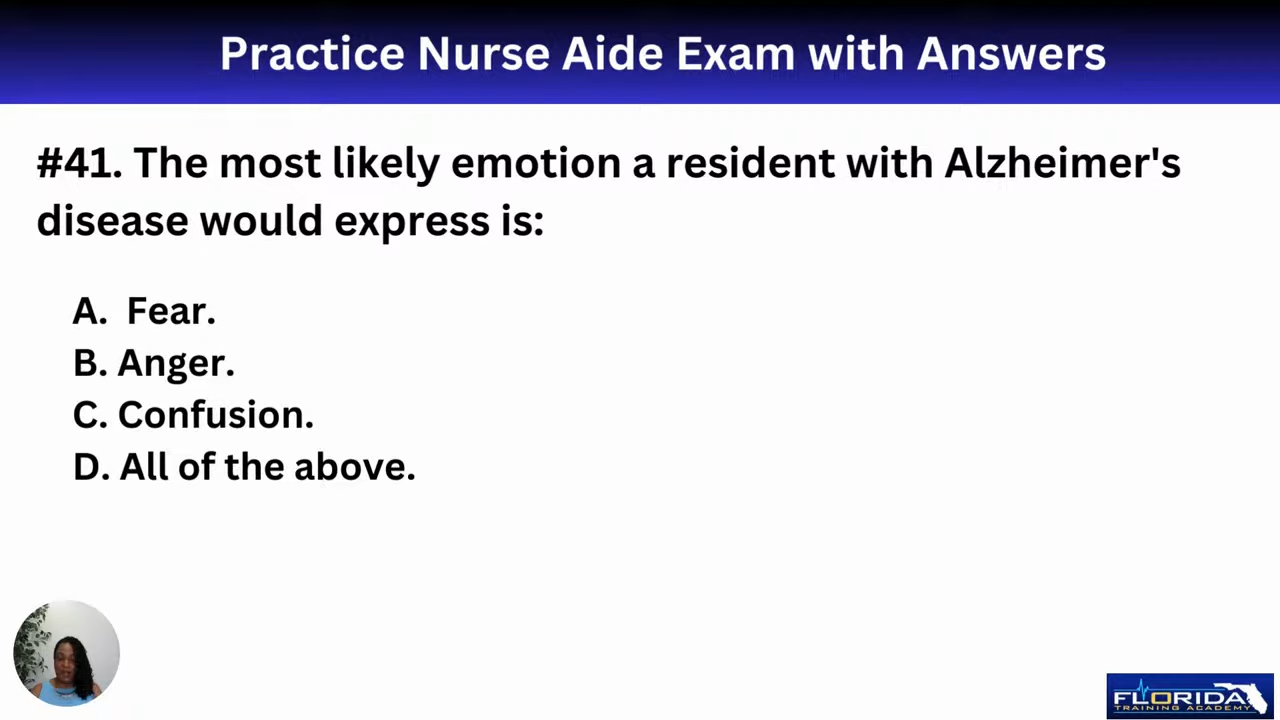 Practice Nurse Aide Exam with Answers
#41. The most likely emotion a resident with Alzheimer's
disease would express is:
A. Fear.
B. Anger.
C. Confusion.
D. All of the above.
FLORIDA
TRAINING ACADEMY